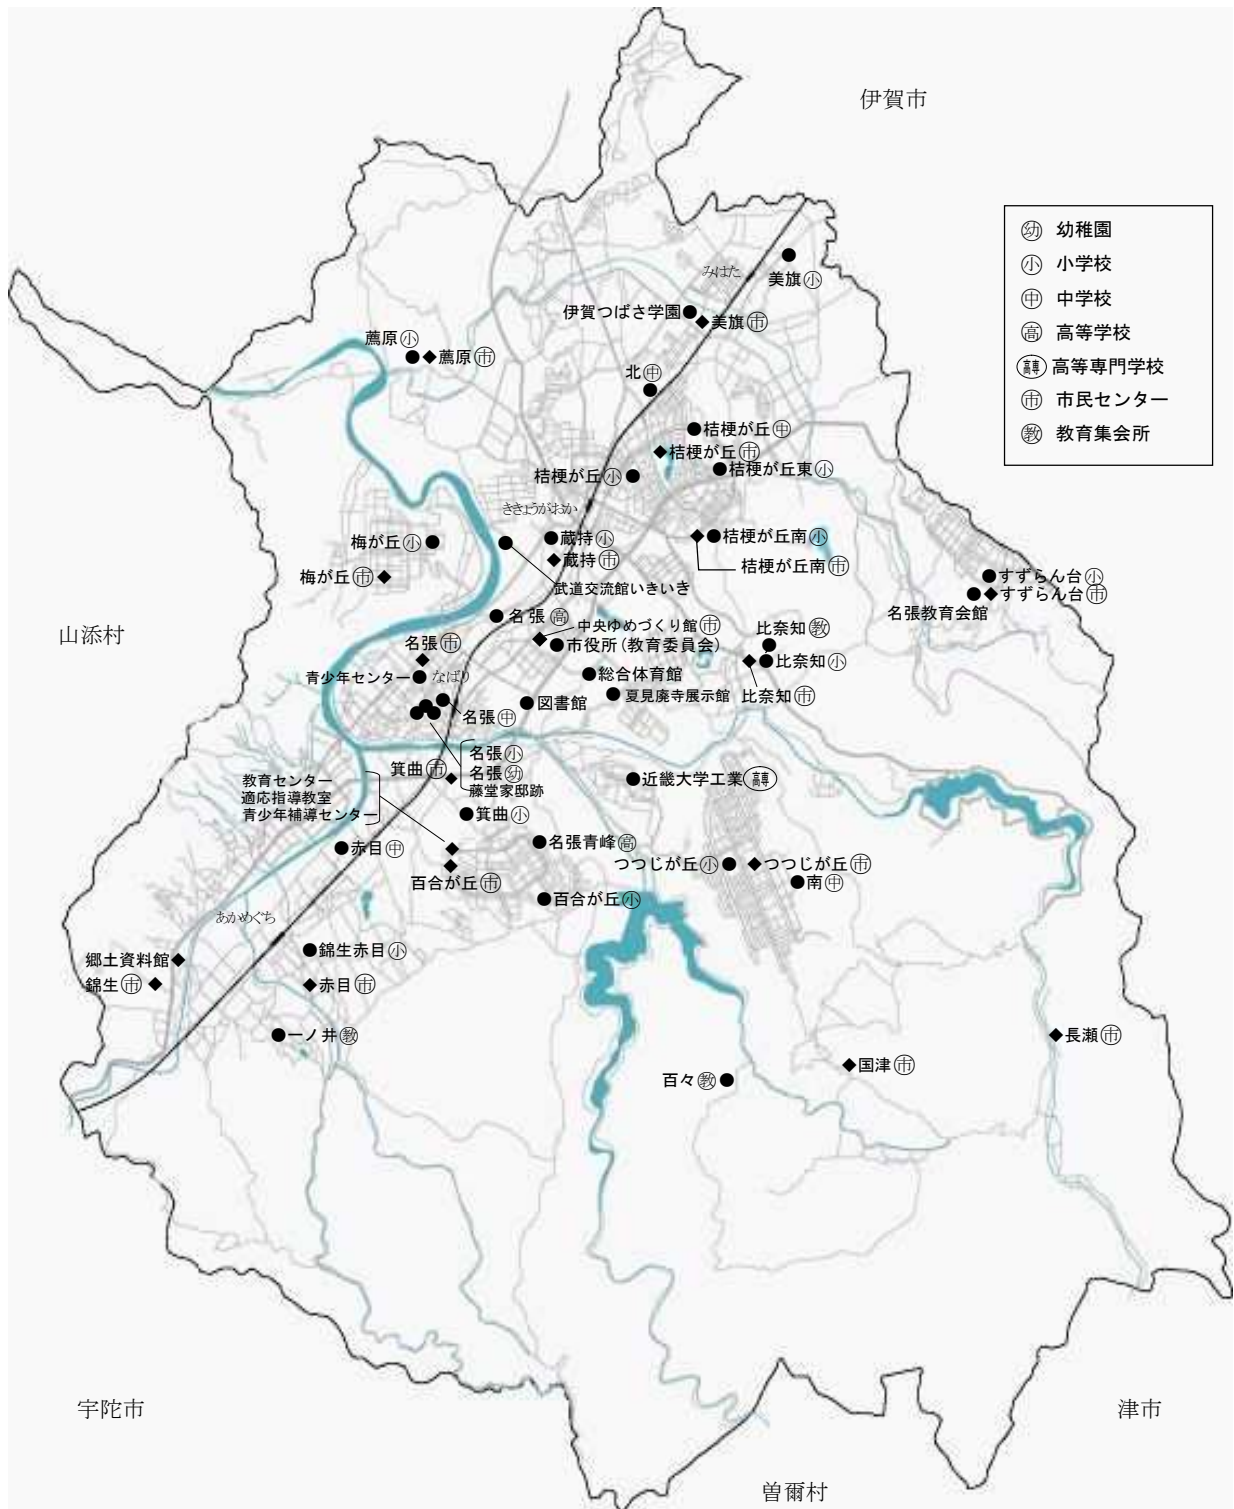 伊賀市
㊗ 幼稚園
㊙ 小学校
㊥ 中学校
高 高等学校
高専 高等専門学校
市 市民センター
教 教育集会所
みはた
美旗小
伊賀つばさ学園
美旗市
薦原小
薦原市
北中
桔梗が丘中
桔梗が丘市
桔梗が丘小
桔梗が丘東小
ききょうがおか
梅が丘小
蔵持小
桔梗が丘南小
蔵持市
桔梗が丘南市
梅が丘市
武道交流館いきいき
すずらん台小
すずらん台市
名張教育会館
山添村
名張高
中央ゆめづくり館市
市役所(教育委員会)
比奈知教
名張市
比奈知小
青少年センター
なばり
総合体育館
夏見廃寺展示館
比奈知市
図書館
名張中
名張小
名張幼
藤堂家邸跡
箕曲市
教育センター
適応指導教室
青少年補導センター
近畿大学工業高専
箕曲小
赤目中
名張青峰高
つつじが丘小
つつじが丘市
百合が丘市
南中
百合が丘小
あかめぐち
錦生赤目小
郷土資料館
錦生市
赤目市
一ノ井教
長瀬市
国津市
百々教
宇陀市
津市
曽爾村